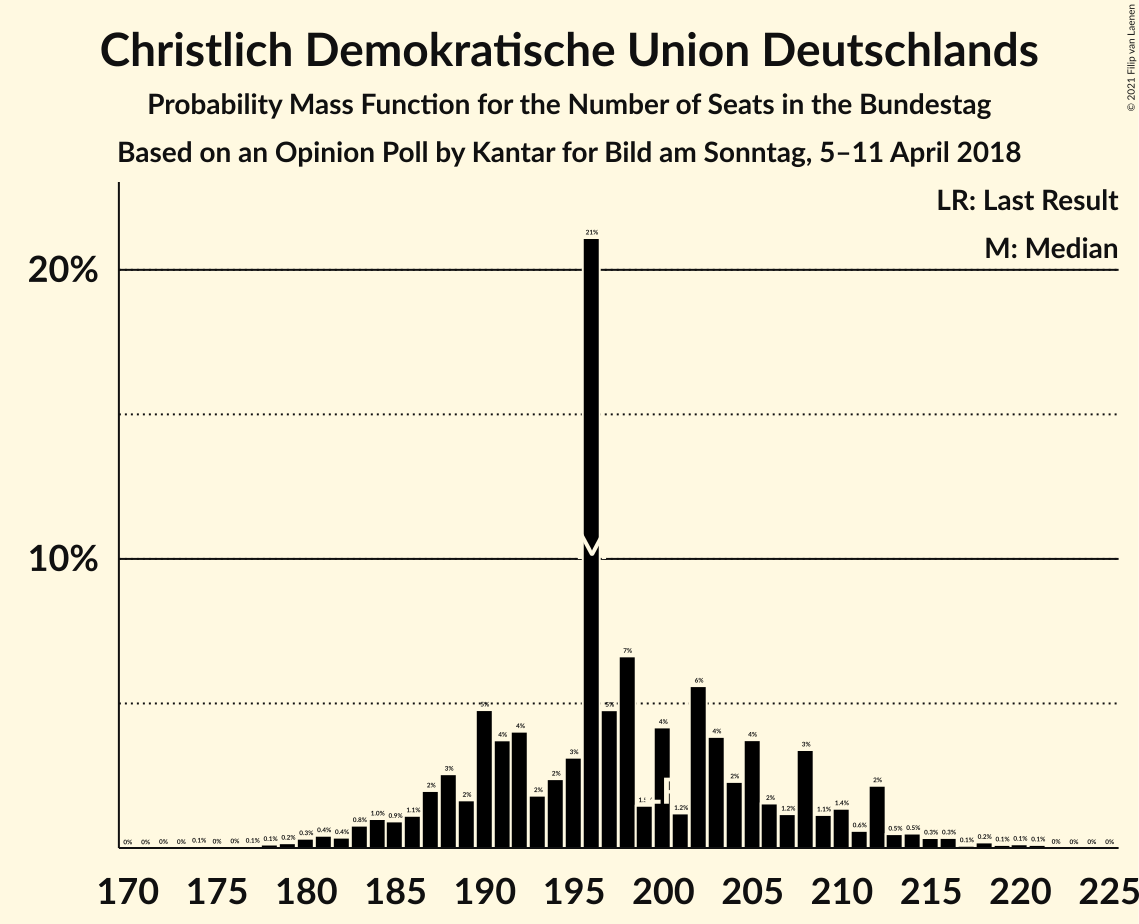 Christlich Demokratische Union Deutschlands
Probability Mass Function for the Number of Seats in the Bundestag
Based on an Opinion Poll by Kantar for Bild am Sonntag, 5–11 April 2018
© 2021 Filip van Laenen
LR: Last Result
M: Median
20%
10%
21%
M
0% 0% 0% 0% 0.1% 0% 0% 0.1% 0.1% 0.2% 0.3% 0.4% 0.4% 0.8% 1.0% 0.9% 1.1% 2% 3% 2% 5% 4% 4% 2% 2% 3% 5% 7% 4% 1.2% 6% 4% 2% 4% 2% 1.2% 3% 1.1% 1.4% 0.6% 2% 0.5% 0.5% 0.3% 0.3% 0.1% 0.2% 0.1% 0.1% 0.1% 0% 0% 0% 0%
170 175 180 185 190 195 200 205 210 215 220 225